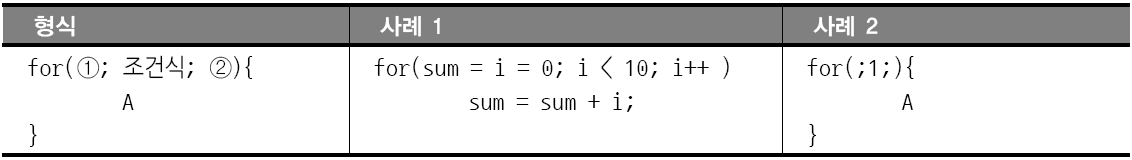 형식 사례 1 사례 2
for(①; 조건식; ②){ for(sum = i = 0; i < 10; i++ ) for(;1;){
A sum = sum + i; A
} }